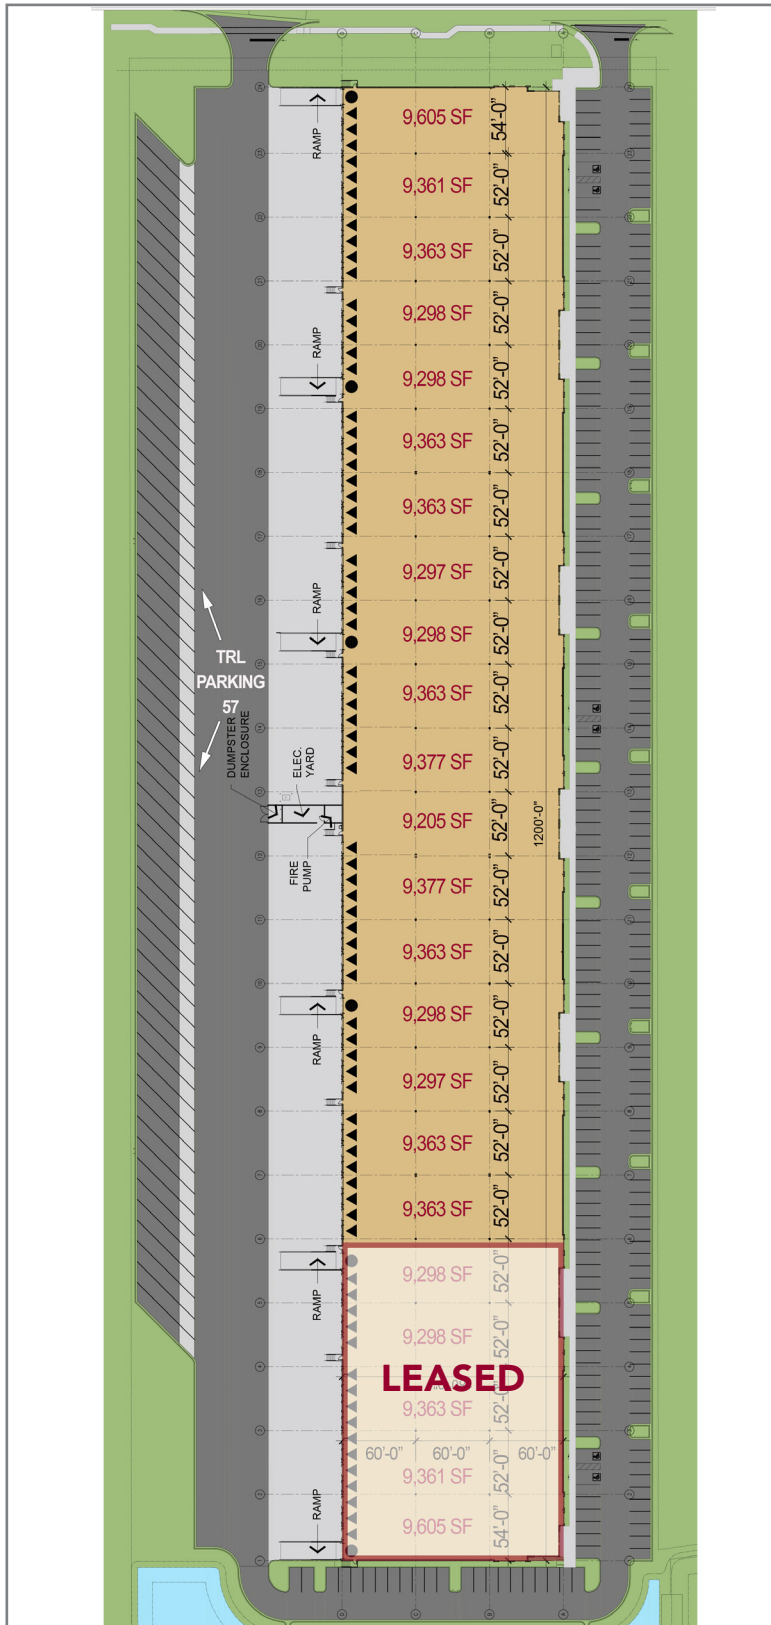 9,605 SF
54'-0"
RAMP
9,361 SF
52'-0"
9,363 SF
52'-0"
9,298 SF
52'-0"
RAMP
9,298 SF
52'-0"
9,363 SF
52'-0"
9,363 SF
52'-0"
9,297 SF
52'-0"
RAMP
9,298 SF
52'-0"
TRL
PARKING
57
9,363 SF
52'-0"
DUMPSTER
ENCLOSURE
ELEC.
YARD
9,377 SF
52'-0"
9,205 SF
52'-0"
1200'-0"
FIRE
PUMP
9,377 SF
52'-0"
9,363 SF
52'-0"
9,298 SF
52'-0"
RAMP
9,297 SF
52'-0"
9,363 SF
52'-0"
9,363 SF
52'-0"
9,298 SF
52'-0"
RAMP
9,298 SF
52'-0"
LEASED
9,363 SF
52'-0"
60'-0"
60'-0"
60'-0"
9,361 SF
52'-0"
RAMP
9,605 SF
54'-0"